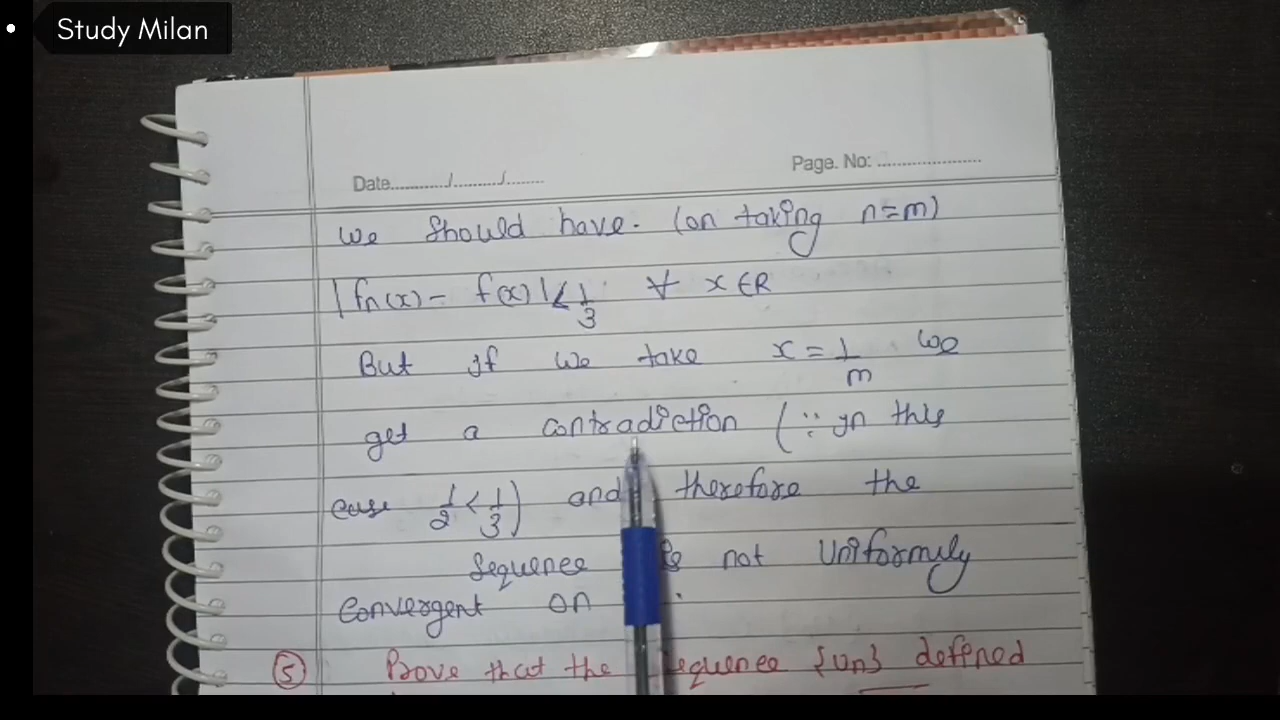 Study Milan
Date............/........../........
Page. No: ......................
We should have. (on taking n=m)
|fn(x) - f(x)| < 1/3 ∀ x ∈ R
But if we take x = 1/m we
get a contradiction (∵ yn this
case 1/2 < 1/3) and therefore the
sequence is not Uniformly
Convergent on
5 Prove that the sequence {Un} defened